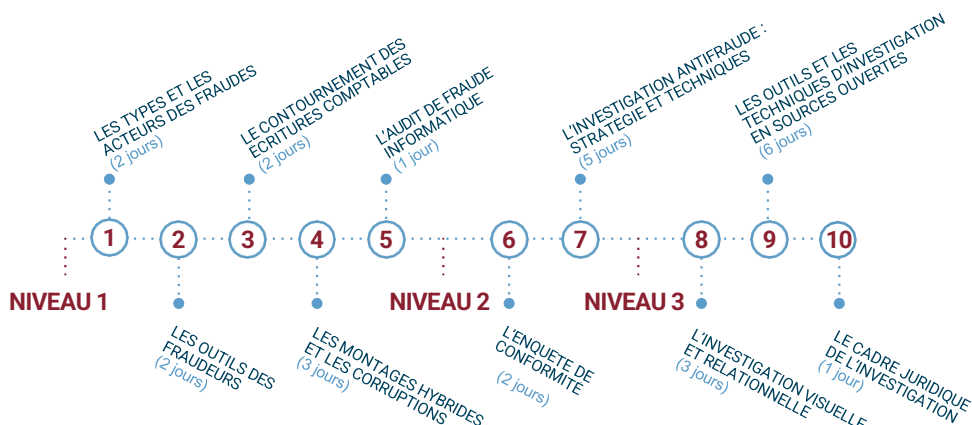 LES TYPES ET LES
ACTEURS DES FRAUDES
(2 jours)
LE CONTOURNEMENT DES
ECRITURES COMPTABLES
(2 jours)
L'AUDIT DE FRAUDE
INFORMATIQUE
(1 jour)
L'INVESTIGATION ANTIFRAUDE :
STRATEGIE ET TECHNIQUES
(5 jours)
LES OUTILS ET LES
TECHNIQUES D'INVESTIGATION
EN SOURCES OUVERTES
(6 jours)
1
2
3
4
5
6
7
8
9
10
NIVEAU 1
NIVEAU 2
NIVEAU 3
LES OUTILS DES
FRAUDEURS
(2 jours)
LES MONTAGES HYBRIDES
ET LES CORRUPTIONS
(3 jours)
L'ENQUETE DE
CONFORMITE
(2 jours)
L'INVESTIGATION VISUELLE
ET RELATIONNELLE
(3 jours)
LE CADRE JURIDIQUE
DE L'INVESTIGATION
(1 jour)